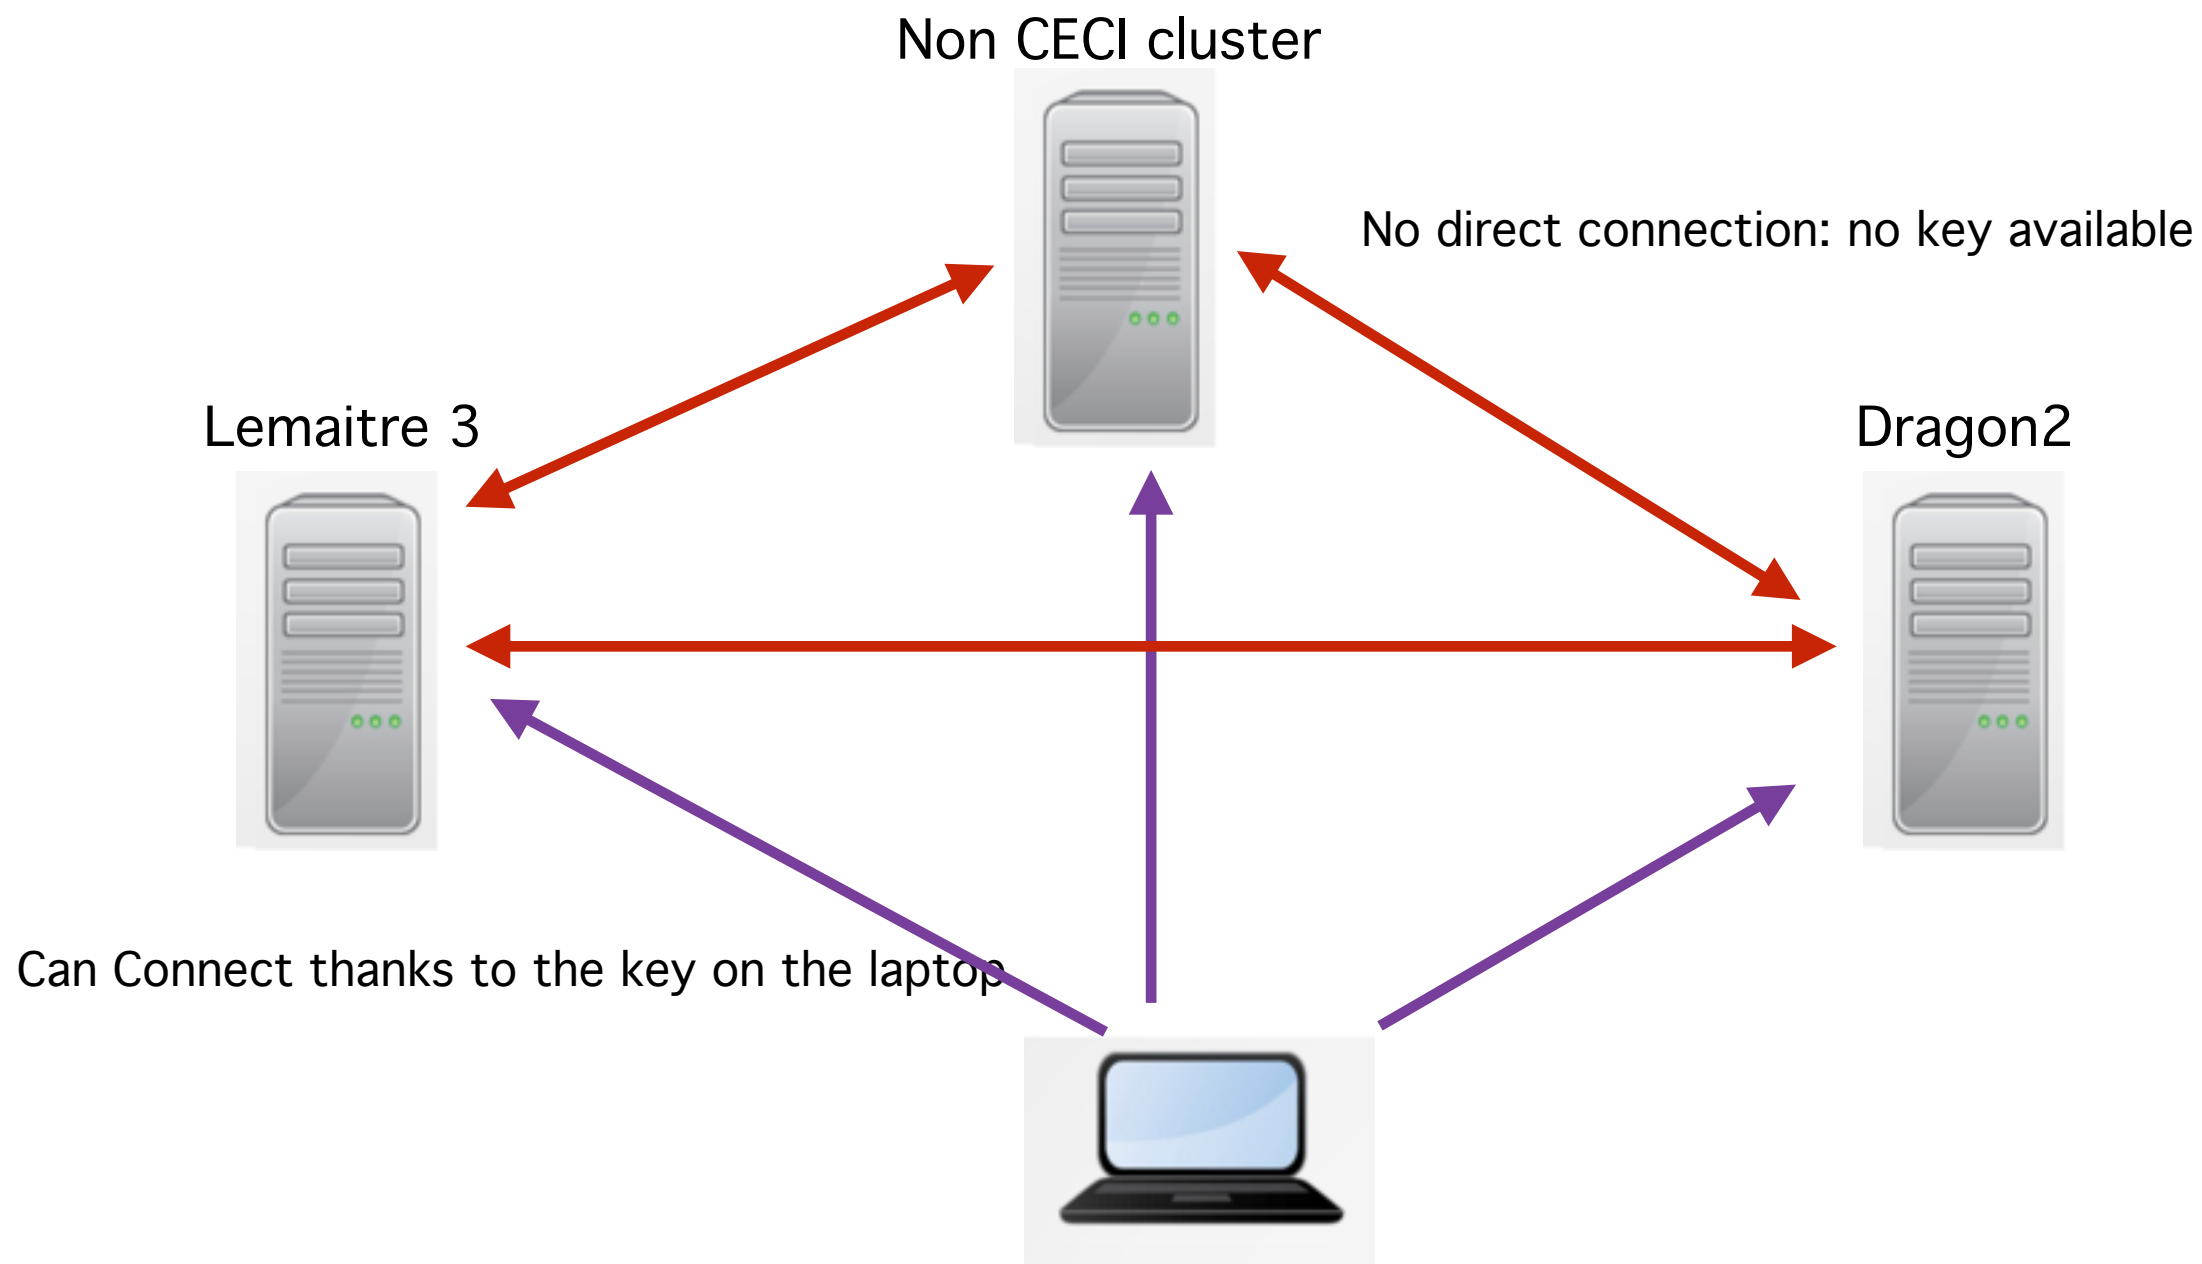 Non CECI cluster
No direct connection: no key available
Lemaitre 3
Dragon2
Can Connect thanks to the key on the laptop